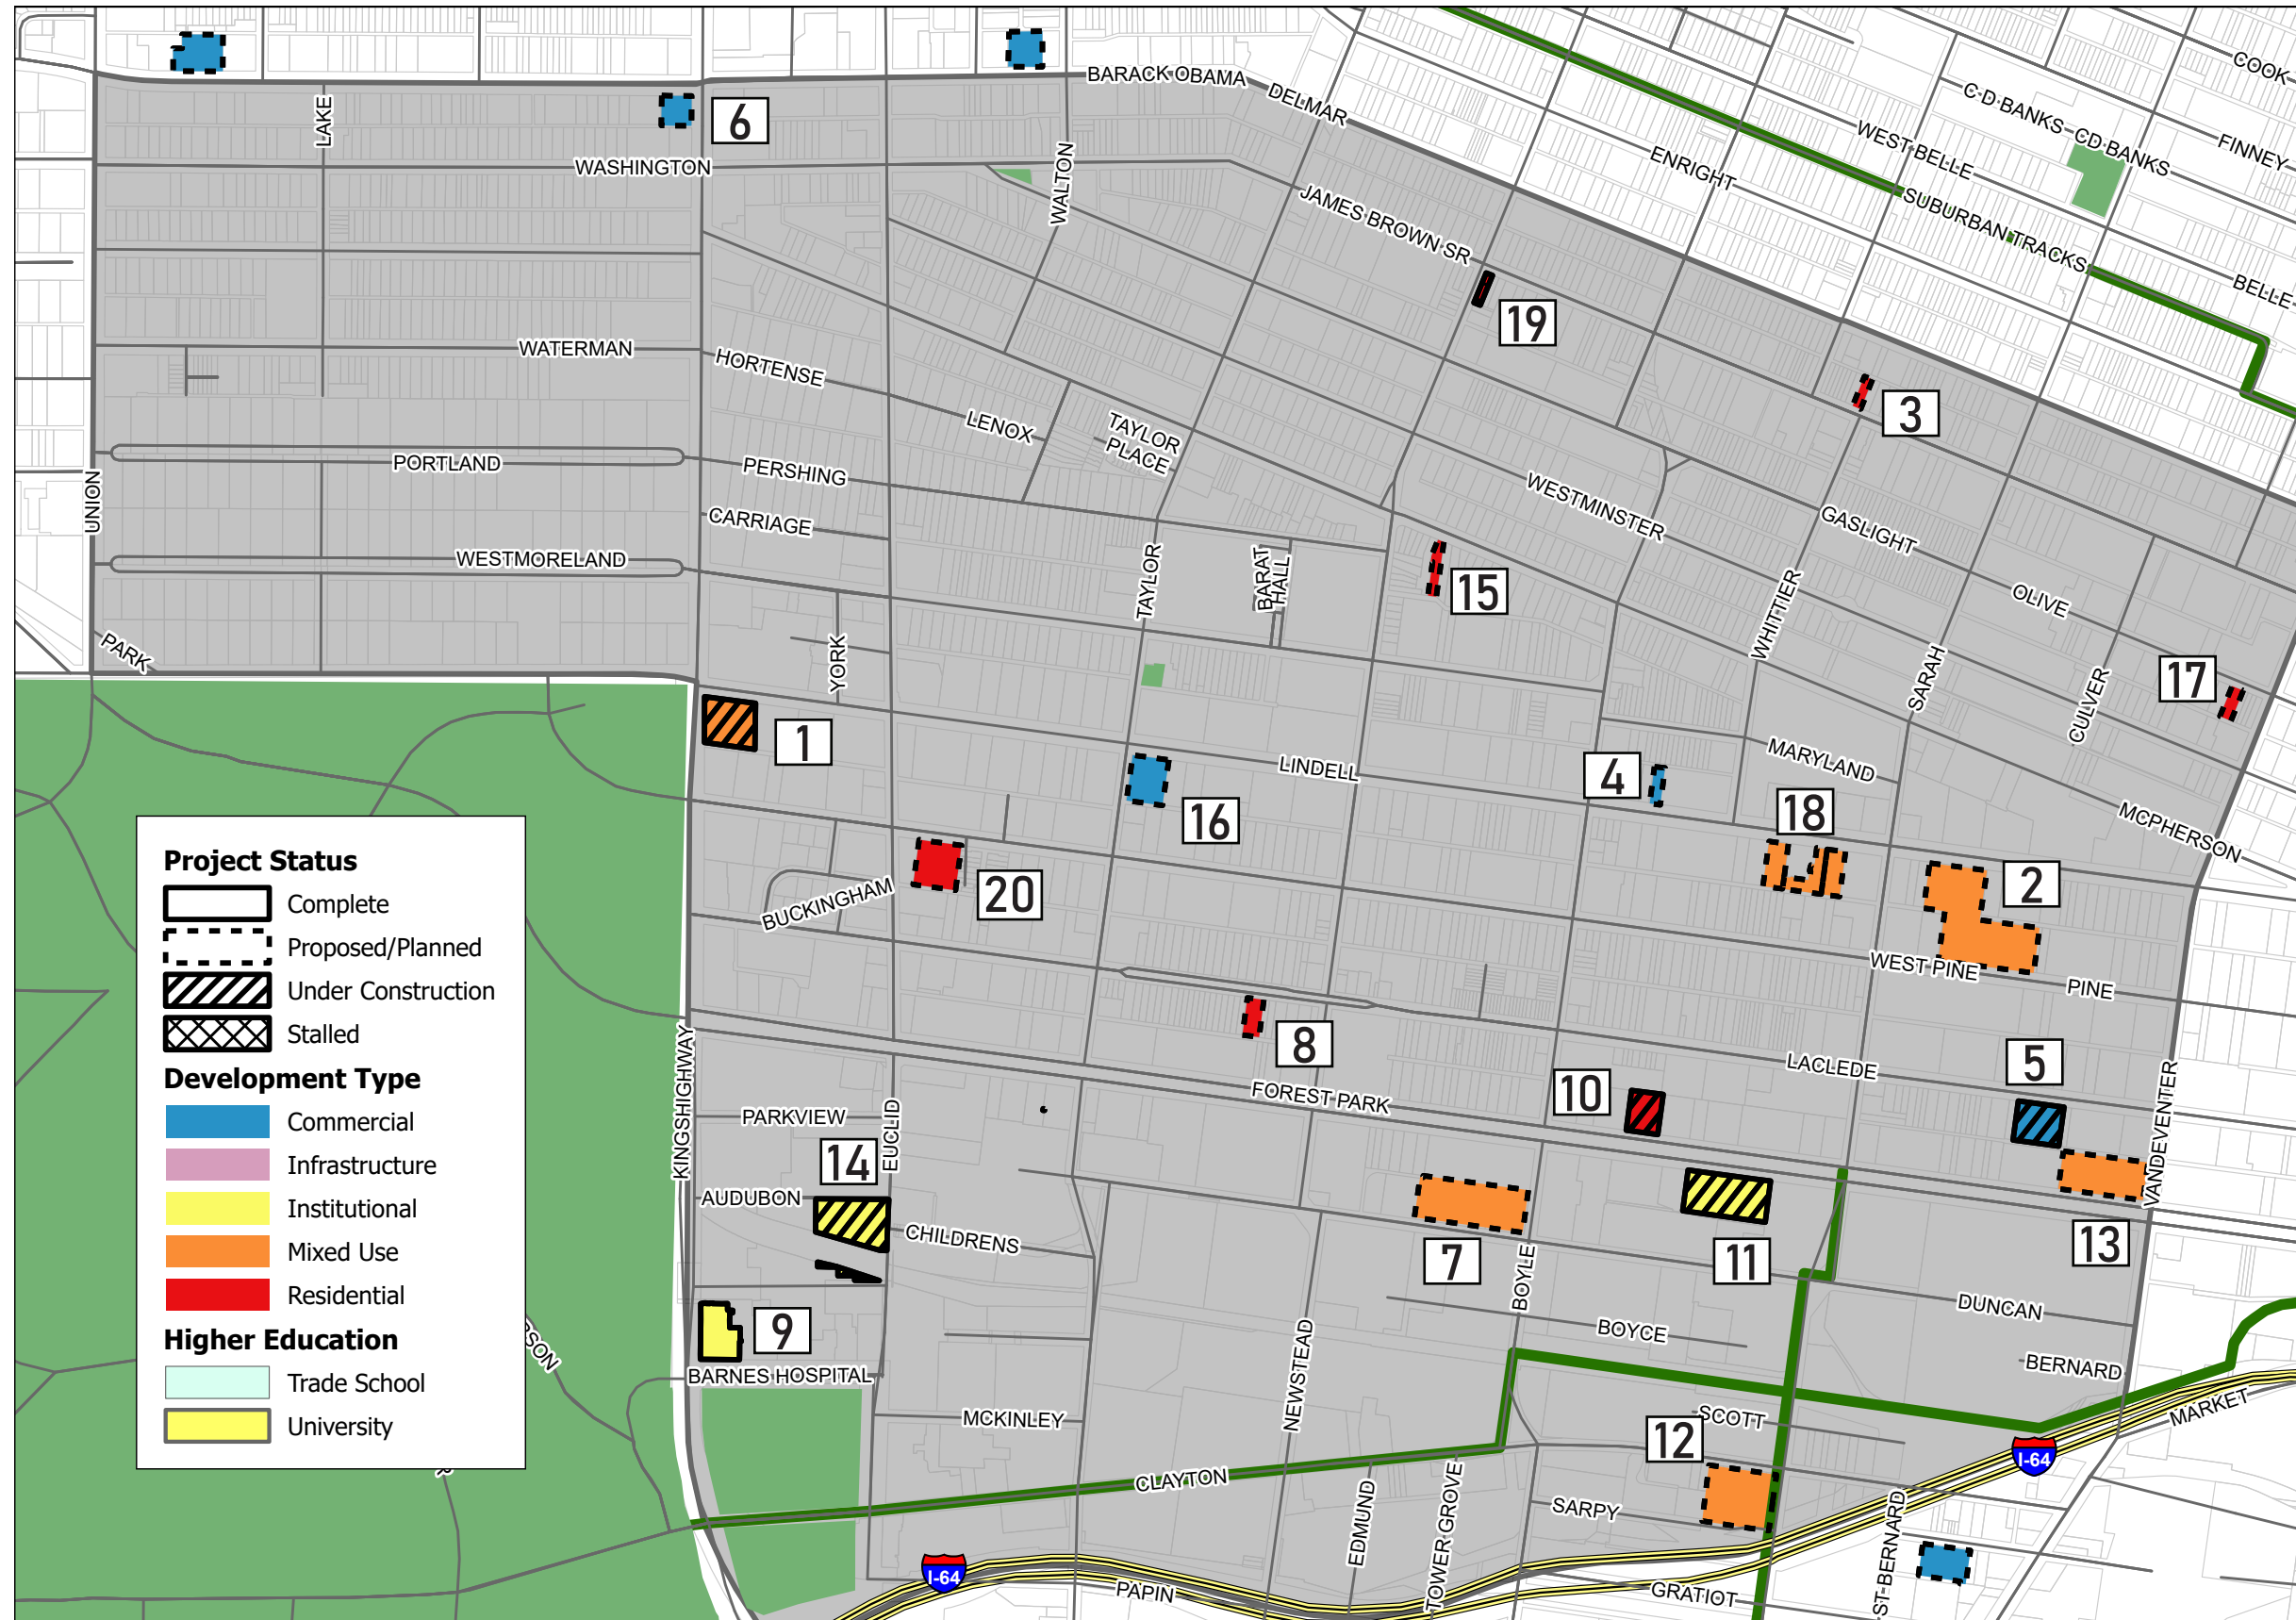 COOK
C D BANKS
CD BANKS
FINNEY
WEST BELLE
BARACK OBAMA
DELMAR
ENRIGHT
SUBURBAN TRACKS
BELLE
LAKE
6
WASHINGTON
WALTON
JAMES BROWN SR
19
3
WATERMAN
HORTENSE
LENOX
TAYLOR
PLACE
PORTLAND
PERSHING
UNION
CARRIAGE
WESTMINSTER
GASLIGHT
WESTMORELAND
TAYLOR
BARAT
HALL
15
WHITTIER
OLIVE
PARK
YORK
SARAH
CULVER
17
1
LINDELL
4
MARYLAND
16
18
MCPHERSON
Project Status
Complete
Proposed/Planned
Under Construction
Stalled
Development Type
Commercial
Infrastructure
Institutional
Mixed Use
Residential
Higher Education
Trade School
University
BUCKINGHAM
20
2
WEST PINE
PINE
KINGSHIGHWAY
8
LACLEDE
5
FOREST PARK
10
VANDEVENTER
PARKVIEW
EUCLID
14
AUDUBON
CHILDRENS
7
BOYLE
11
13
9
NEWSTEAD
BOYCE
DUNCAN
BERNARD
BARNES HOSPITAL
MCKINLEY
SCOTT
MARKET
12
I-64
CLAYTON
EDMUND
TOWER GROVE
SARPY
ST BERNARD
I-64
PAPIN
GRATIOT